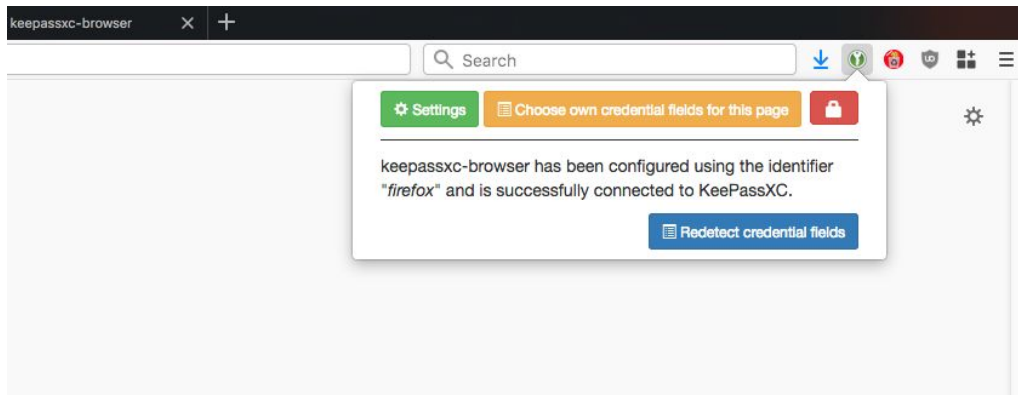 keepassxc-browser
Search
Settings
Choose own credential fields for this page
keepassxc-browser has been configured using the identifier
"firefox" and is successfully connected to KeePassXC.
Redetect credential fields